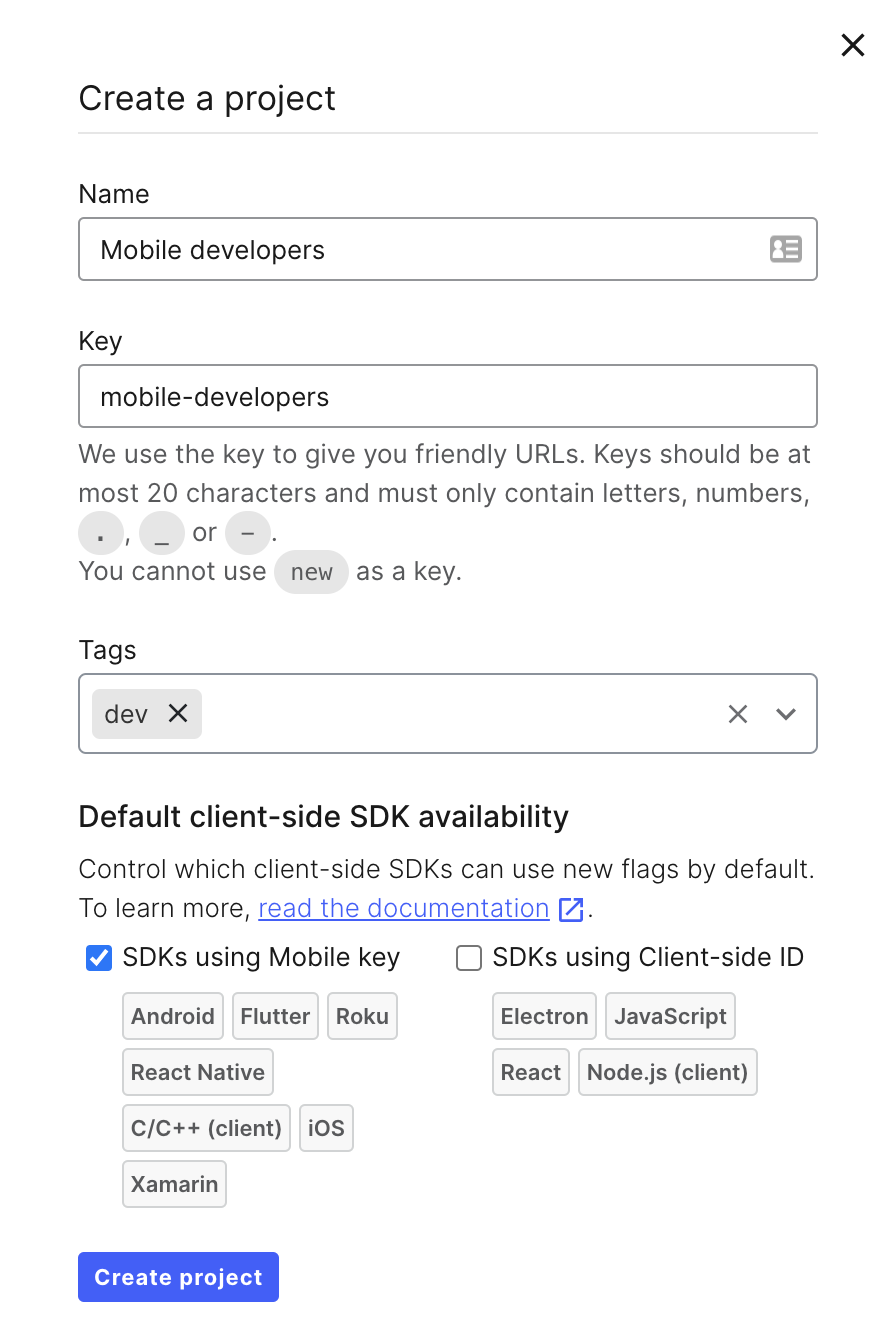 Create a project
Name
Mobile developers
Key
mobile-developers
We use the key to give you friendly URLs. Keys should be at
most 20 characters and must only contain letters, numbers,
. , _ or - .
You cannot use new as a key.
Tags
dev
Default client-side SDK availability
Control which client-side SDKs can use new flags by default.
To learn more, read the documentation .
SDKs using Mobile key
Android Flutter Roku
React Native
C/C++ (client) iOS
Xamarin
SDKs using Client-side ID
Electron JavaScript
React Node.js (client)
Create project